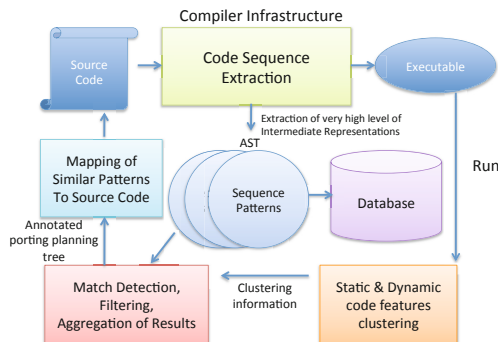 Compiler Infrastructure
Source
Code
Code Sequence
Extraction
Executable
Extraction of very high level of
Intermediate Representations
AST
Mapping of
Similar Patterns
To Source Code
Sequence
Patterns
Database
Run
Annotated
porting planning
tree
Match Detection,
Filtering,
Aggregation of Results
Clustering
information
Static & Dynamic
code features
clustering